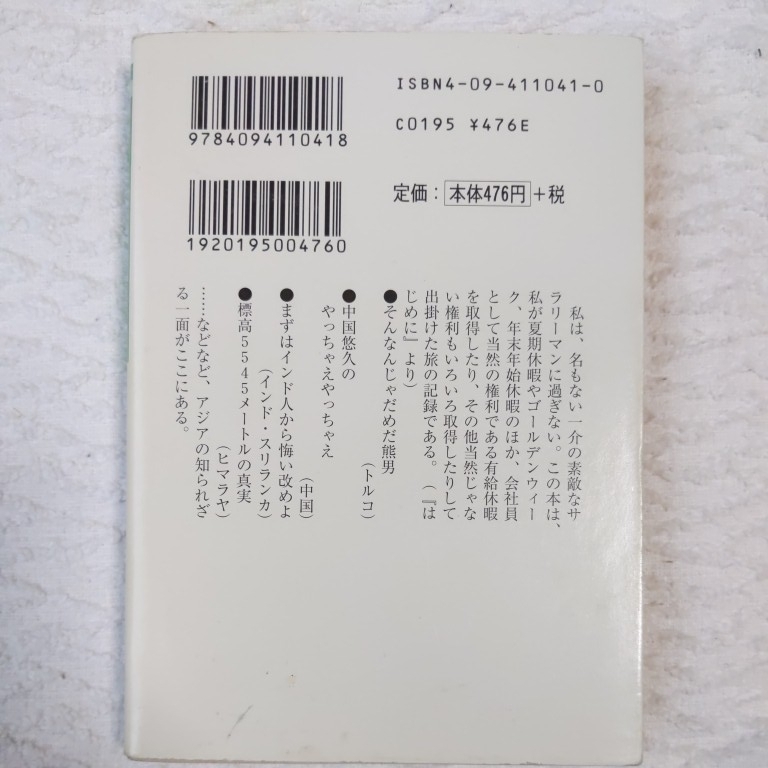 ISBN4-09-411041-0
9784094110418
C0195 ¥476E
定価：本体476円＋税
1920195004760
私は、名もない一介の素敵なサ
ラリーマンに過ぎない。この本は、
私が夏期休暇やゴールデンウィー
ク、年末年始休暇のほか、会社員
として当然の権利である有給休暇
を取得したり、その他当然じゃな
い権利もいろいろ取得したりして
出掛けた旅の記録である。（『は
じめに』より）
●そんなんじゃだめだ熊男
（トルコ）
●中国悠久の
やっちゃえやっちゃえ
（中国）
●まずはインド人から悔い改めよ
（インド・スリランカ）
●標高5545メートルの真実
（ヒマラヤ）
……などなど、アジアの知られざ
る一面がここにある。